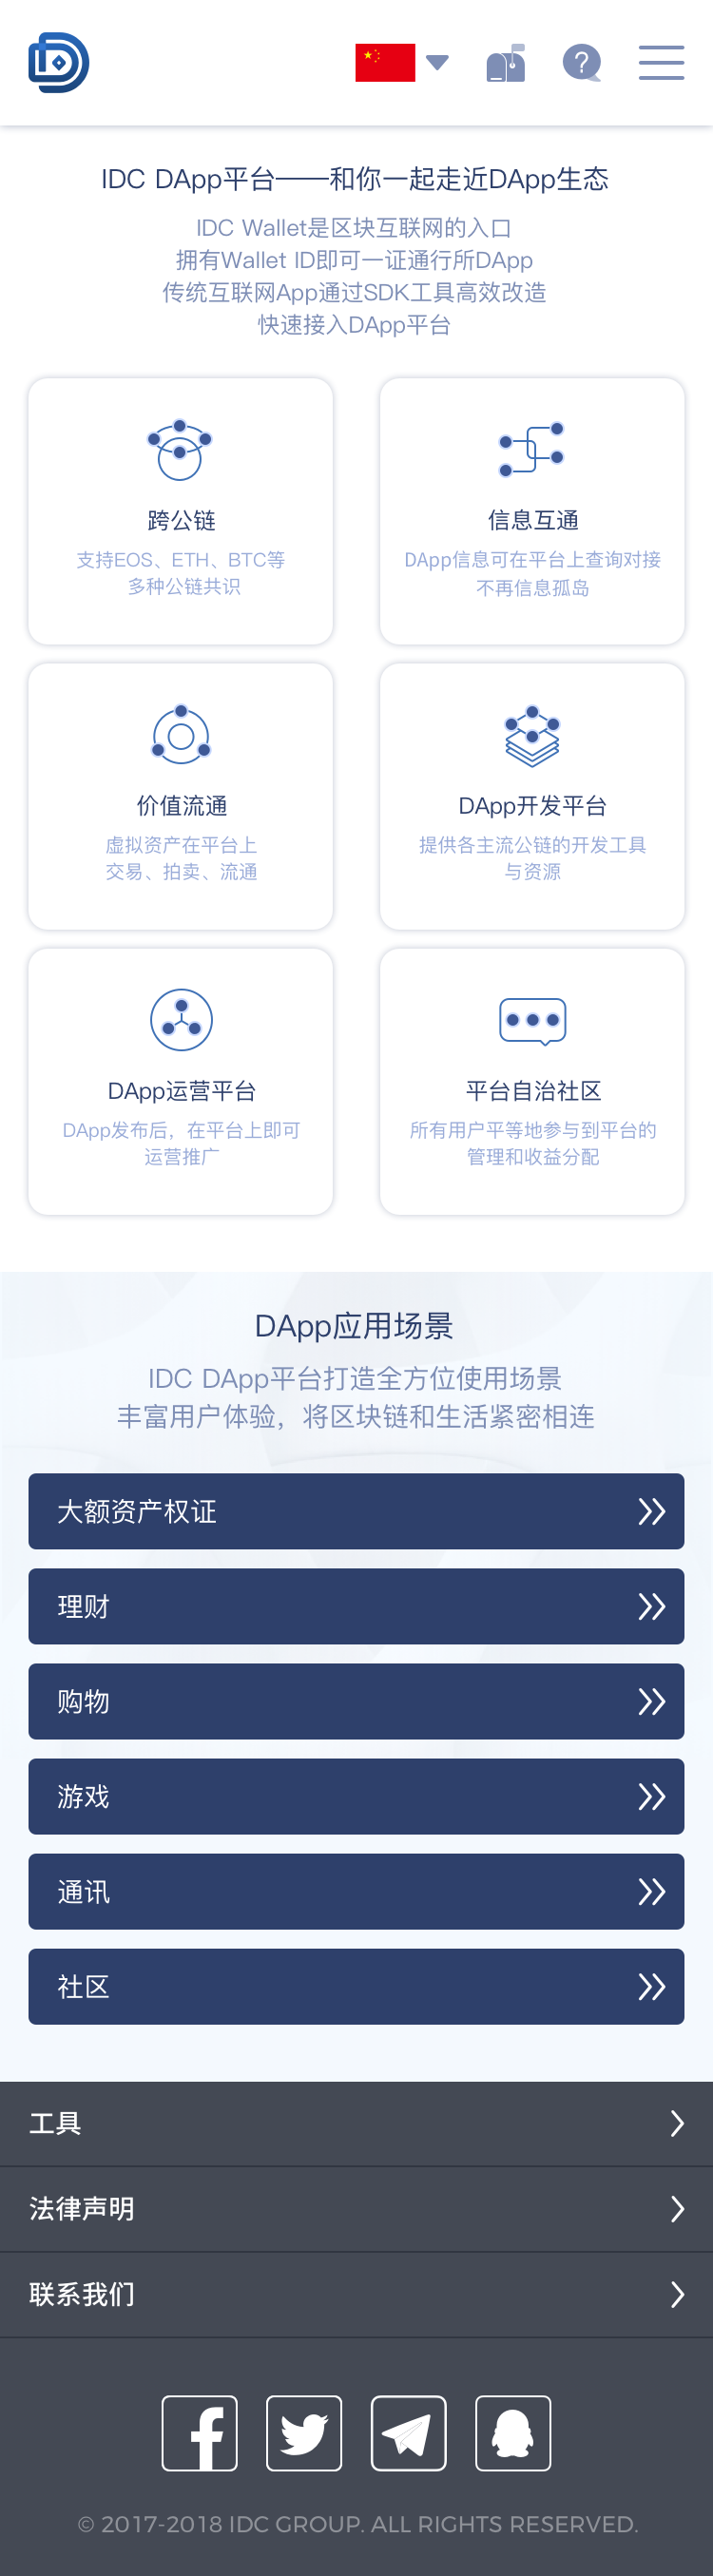 IDC DApp平台——和你一起走近DApp生态
IDC Wallet是区块互联网的入口
拥有Wallet ID即可一证通行所DApp
传统互联网App通过SDK工具高效改造
快速接入DApp平台
跨公链
支持EOS、ETH、BTC等
多种公链共识
信息互通
DApp信息可在平台上查询对接
不再信息孤岛
价值流通
虚拟资产在平台上
交易、拍卖、流通
DApp开发平台
提供各主流公链的开发工具
与资源
DApp运营平台
DApp发布后，在平台上即可
运营推广
平台自治社区
所有用户平等地参与到平台的
管理和收益分配
DApp应用场景
IDC DApp平台打造全方位使用场景
丰富用户体验，将区块链和生活紧密相连
大额资产权证
理财
购物
游戏
通讯
社区
工具
法律声明
联系我们
© 2017-2018 IDC GROUP. ALL RIGHTS RESERVED.